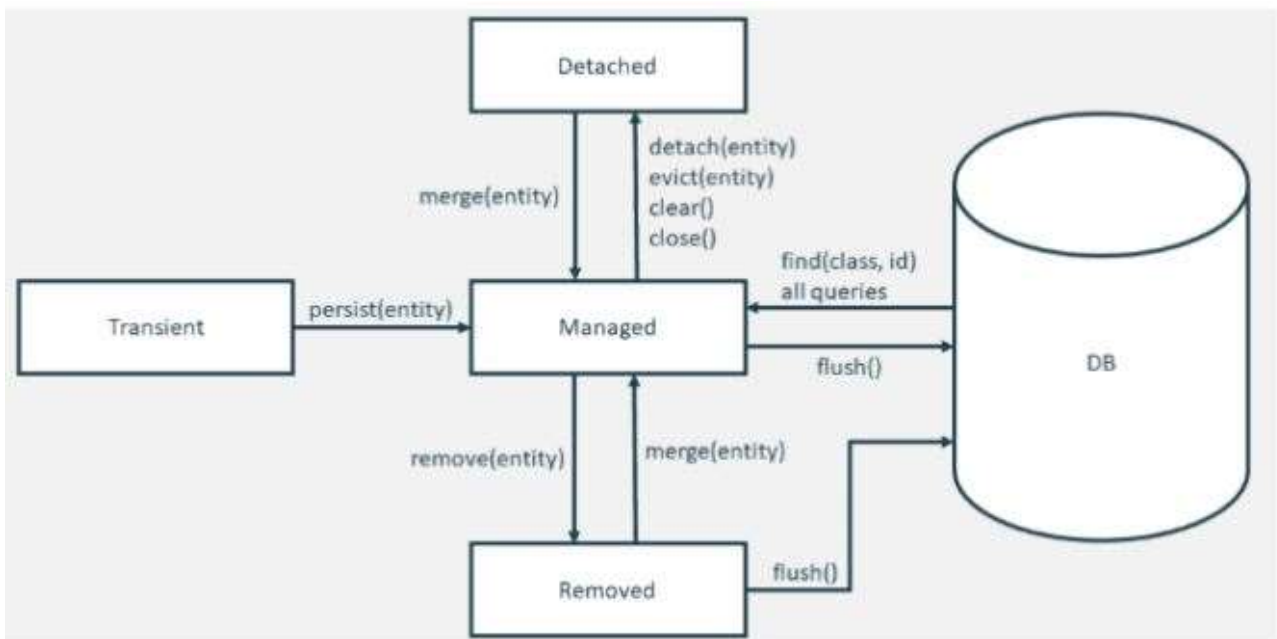 Detached
detach(entity)
evict(entity)
merge(entity)
clear()
close()
find(class, id)
all queries
Transient
persist(entity)
Managed
flush()
DB
remove(entity)
merge(entity)
Removed
flush()